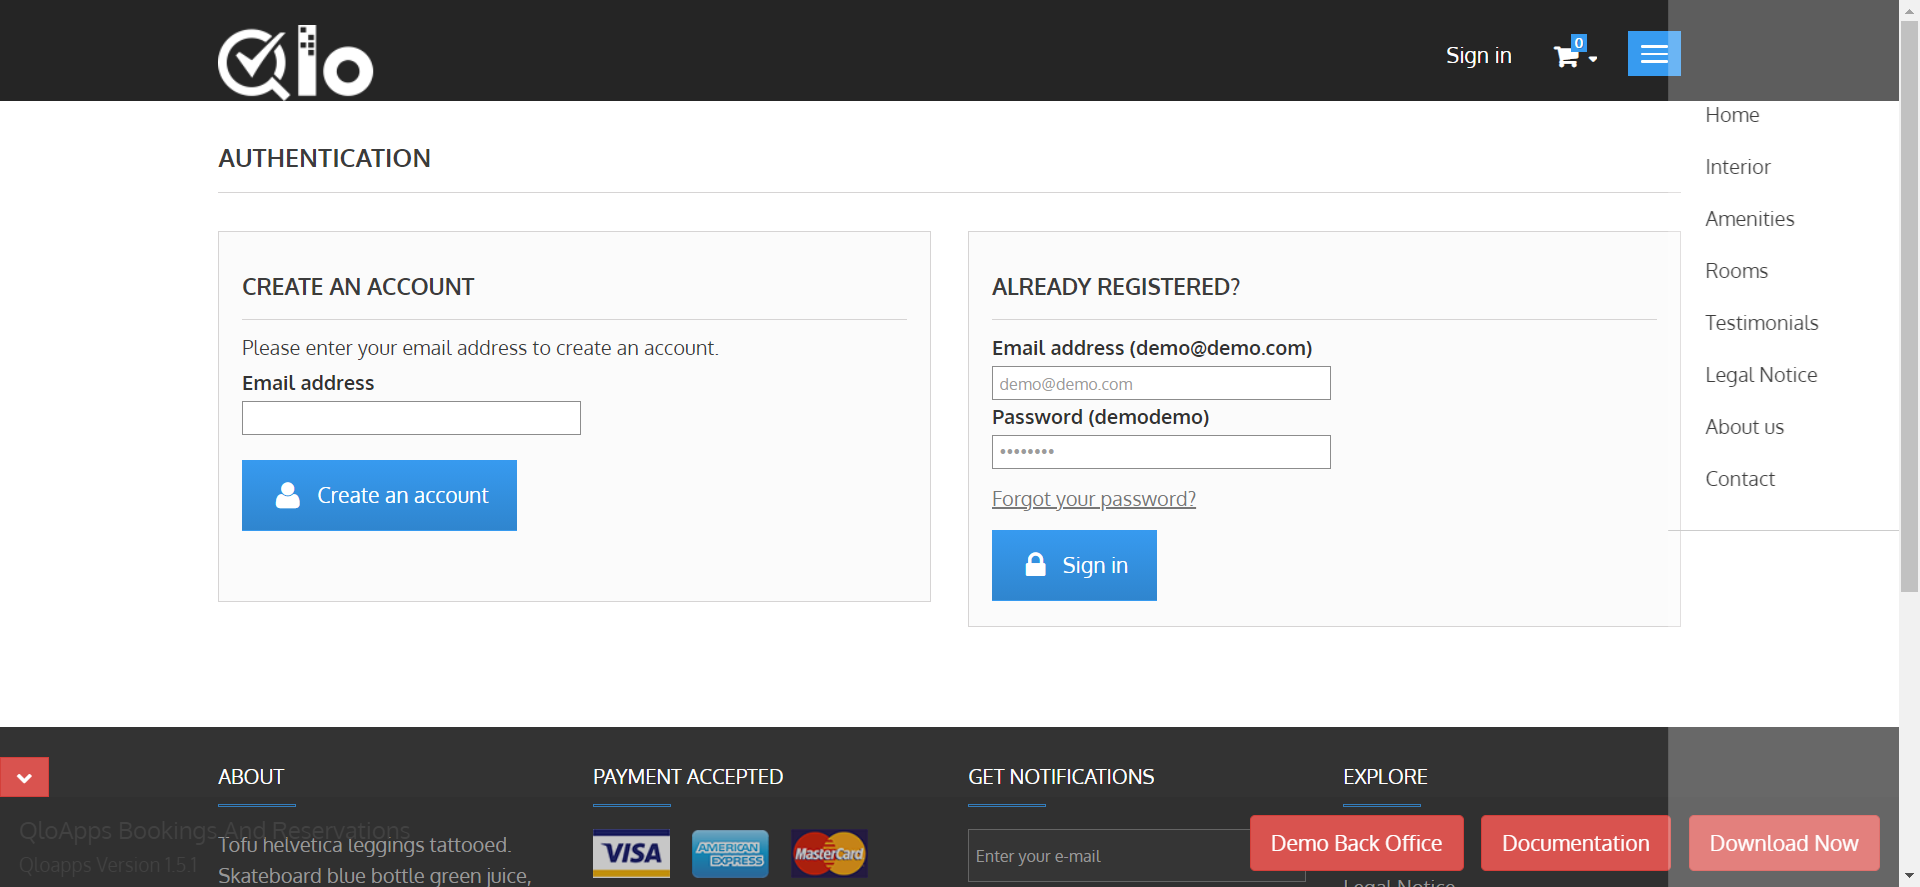 Qlo
Sign in
0
Home
Interior
Amenities
Rooms
Testimonials
Legal Notice
About us
Contact
AUTHENTICATION
CREATE AN ACCOUNT
Please enter your email address to create an account.
Email address
Create an account
ALREADY REGISTERED?
Email address (demo@demo.com)
demo@demo.com
Password (demodemo)
••••••••
Forgot your password?
Sign in
ABOUT
Tofu helvetica leggings tattooed.
Skateboard blue bottle green juice,
PAYMENT ACCEPTED
VISA
AMERICAN EXPRESS
MasterCard
GET NOTIFICATIONS
Enter your e-mail
EXPLORE
Legal Notice
QloApps Bookings And Reservations
Qloapps Version 1.5.1
Demo Back Office
Documentation
Download Now